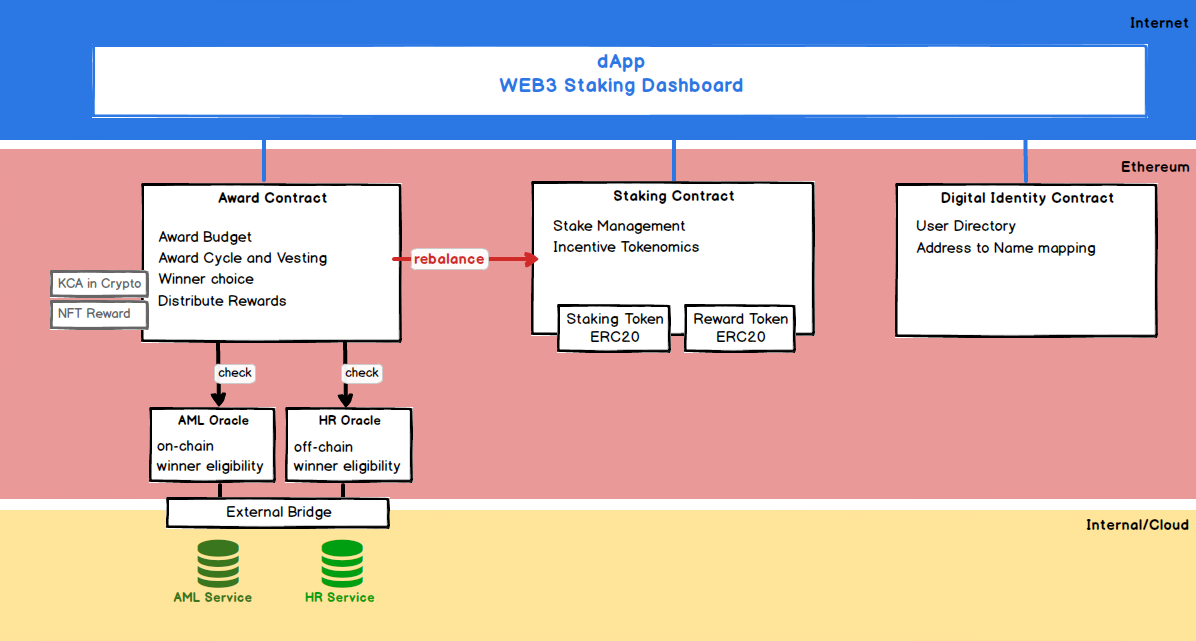 Internet
dApp
WEB3 Staking Dashboard
Ethereum
Award Contract
Award Budget
Award Cycle and Vesting
Winner choice
Distribute Rewards
KCA in Crypto
NFT Reward
rebalance
Staking Contract
Stake Management
Incentive Tokenomics
Staking Token
ERC20
Reward Token
ERC20
Digital Identity Contract
User Directory
Address to Name mapping
check
check
AML Oracle
on-chain
winner eligibility
HR Oracle
off-chain
winner eligibility
External Bridge
Internal/Cloud
AML Service
HR Service